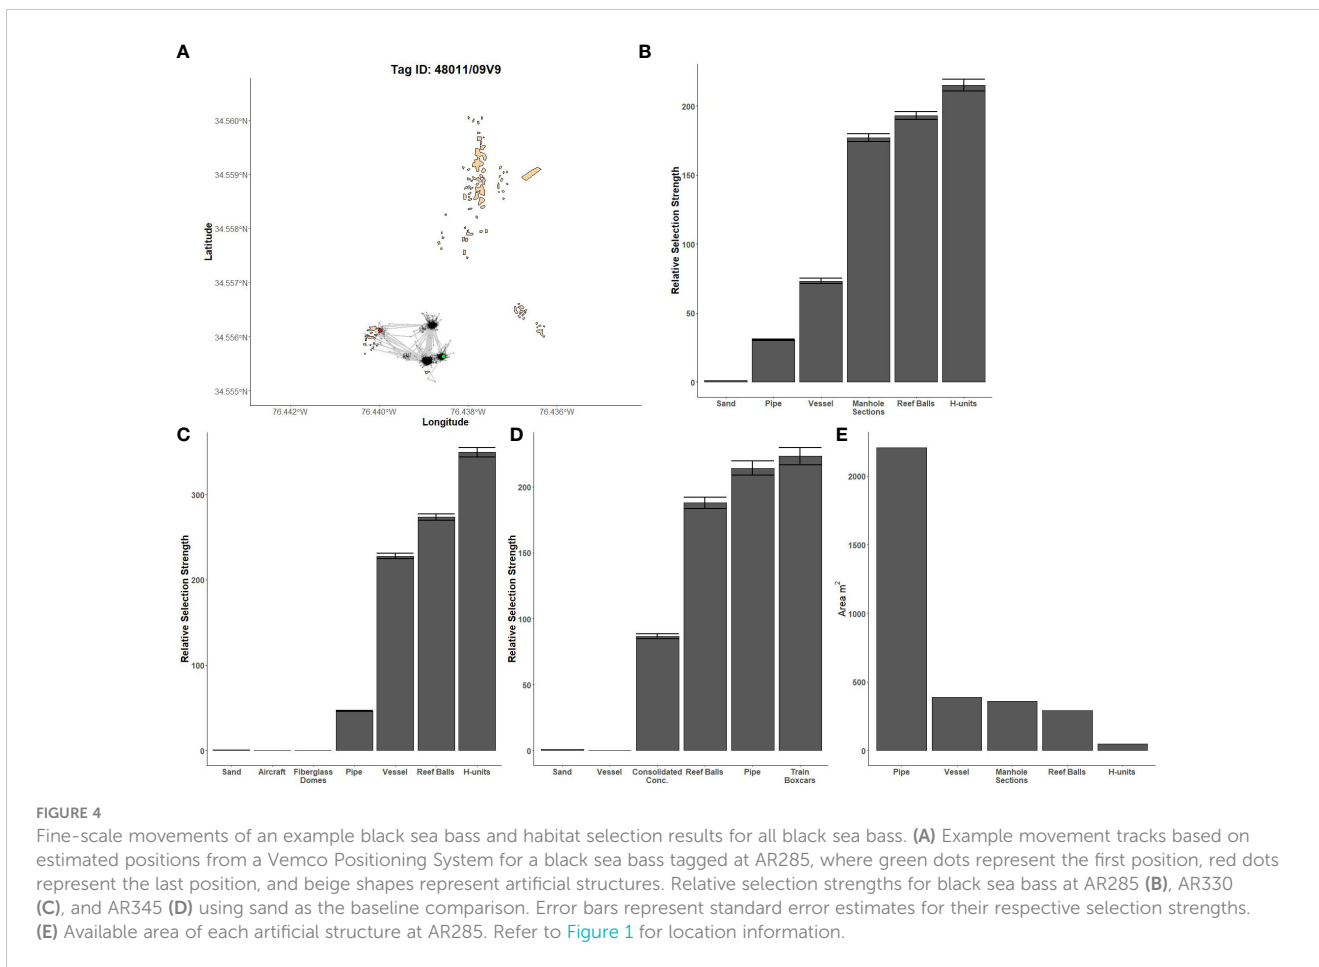 A
Tag ID: 48011/09V9
34.560°N
34.559°N
34.558°N
34.557°N
34.556°N
34.555°N
Latitude
76.442°W
76.440°W
76.438°W
76.436°W
Longitude
B
Relative Selection Strength
200
150
100
50
0
Sand
Pipe
Vessel
Manhole
Sections
Reef Balls
H-units
C
Relative Selection Strength
300
200
100
0
Sand
Aircraft
Fiberglass
Domes
Pipe
Vessel
Reef Balls
H-units
D
Relative Selection Strength
200
150
100
50
0
Sand
Vessel
Consolidated
Conc.
Reef Balls
Pipe
Train
Boxcars
E
Area m²
2000
1500
1000
500
0
Pipe
Vessel
Manhole
Sections
Reef Balls
H-units
FIGURE 4
Fine-scale movements of an example black sea bass and habitat selection results for all black sea bass. (A) Example movement tracks based on
estimated positions from a Vemco Positioning System for a black sea bass tagged at AR285, where green dots represent the first position, red dots
represent the last position, and beige shapes represent artificial structures. Relative selection strengths for black sea bass at AR285 (B), AR330
(C), and AR345 (D) using sand as the baseline comparison. Error bars represent standard error estimates for their respective selection strengths.
(E) Available area of each artificial structure at AR285. Refer to Figure 1 for location information.